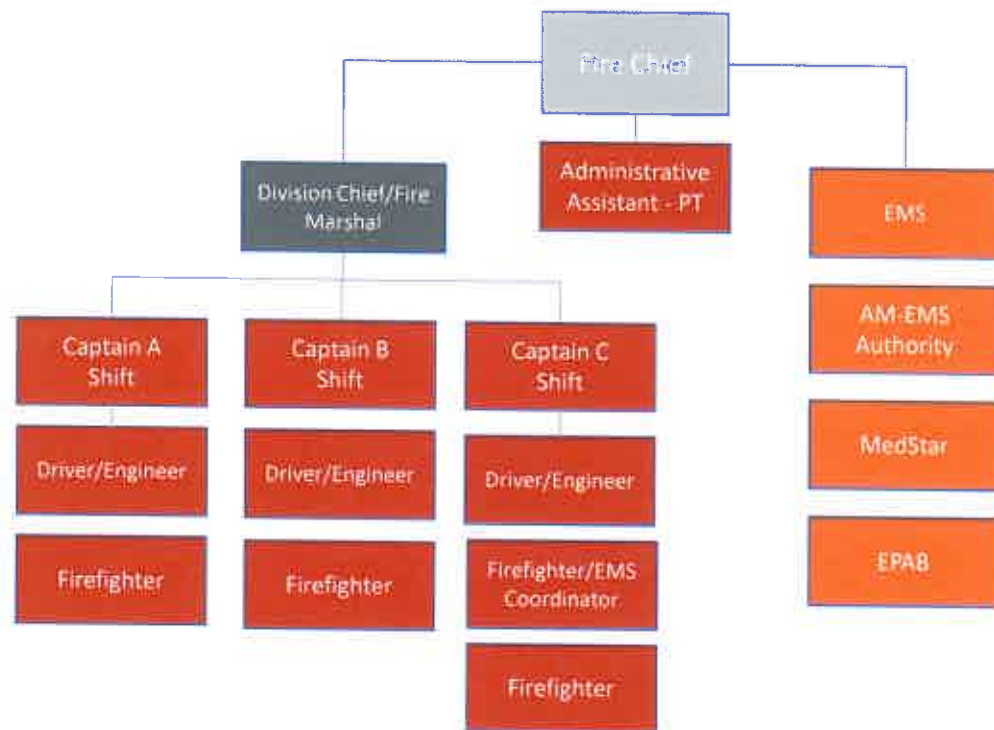 Fire Chief
Division Chief/Fire
Marshal
Administrative
Assistant - PT
EMS
Captain A
Shift
Captain B
Shift
Captain C
Shift
AM-EMS
Authority
Driver/Engineer
Driver/Engineer
Driver/Engineer
MedStar
Firefighter
Firefighter
Firefighter/EMS
Coordinator
EPAB
Firefighter